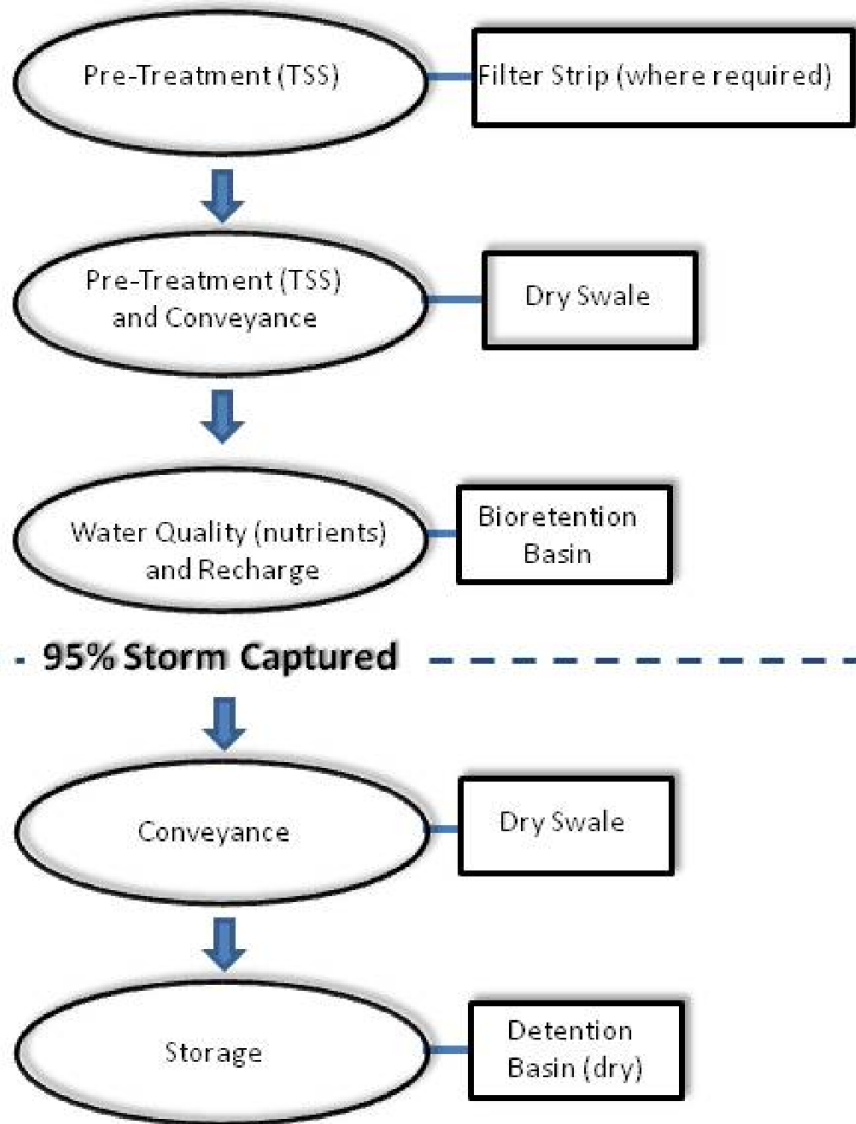 Pre-Treatment (TSS)
Filter Strip (where required)
Pre-Treatment (TSS)
and Conveyance
Dry Swale
Water Quality (nutrients)
and Recharge
Bioretention
Basin
95% Storm Captured
Conveyance
Dry Swale
Storage
Detention
Basin (dry)